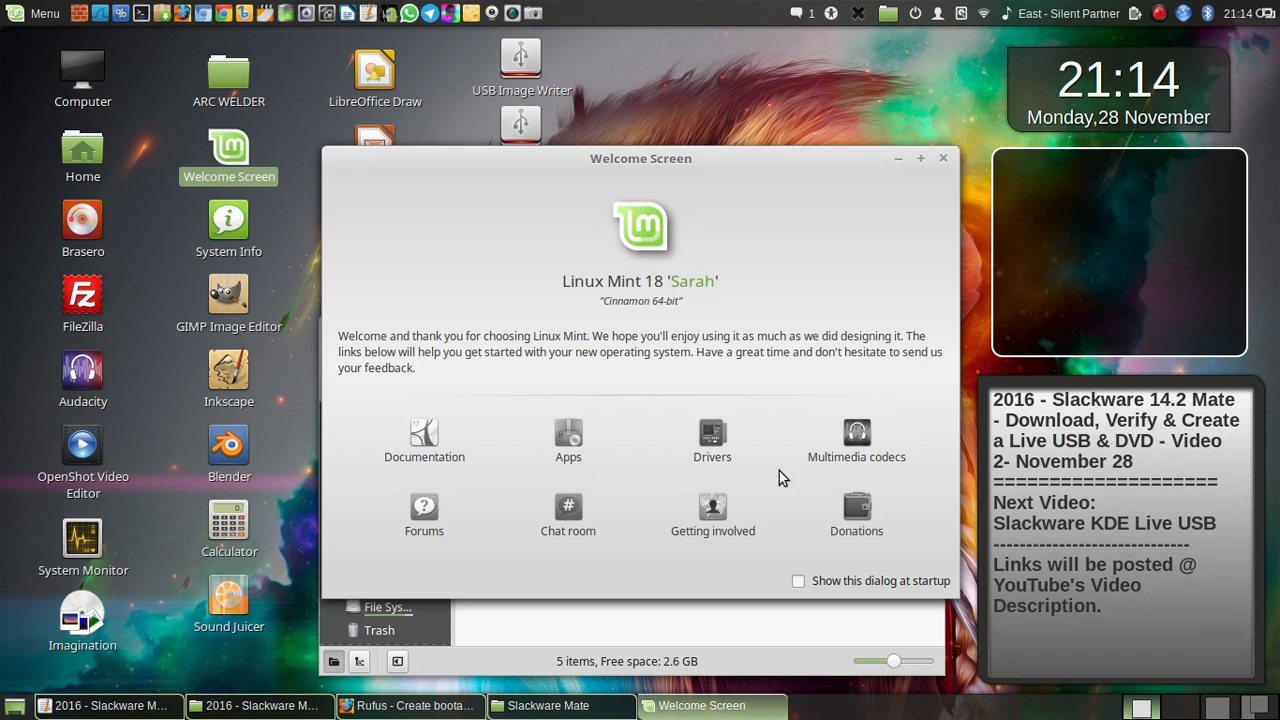 Menu
1
East - Silent Partner
21:14
Computer
ARC WELDER
LibreOffice Draw
USB Image Writer
Home
Welcome Screen
Brasero
System Info
FileZilla
GIMP Image Editor
Audacity
Inkscape
OpenShot Video
Editor
Blender
System Monitor
Calculator
Imagination
Sound Juicer
Welcome Screen
Linux Mint 18 'Sarah'
"Cinnamon 64-bit"
Welcome and thank you for choosing Linux Mint. We hope you'll enjoy using it as much as we did designing it. The
links below will help you get started with your new operating system. Have a great time and don't hesitate to send us
your feedback.
Documentation
Apps
Drivers
Multimedia codecs
Forums
Chat room
Getting involved
Donations
Show this dialog at startup
File Sys...
Trash
5 items, Free space: 2.6 GB
21:14
Monday,28 November
2016 - Slackware 14.2 Mate
- Download, Verify & Create
a Live USB & DVD - Video
2- November 28
====================
Next Video:
Slackware KDE Live USB
------------------------------
Links will be posted @
YouTube's Video
Description.
2016 - Slackware M...
2016 - Slackware M...
Rufus - Create boota...
Slackware Mate
Welcome Screen